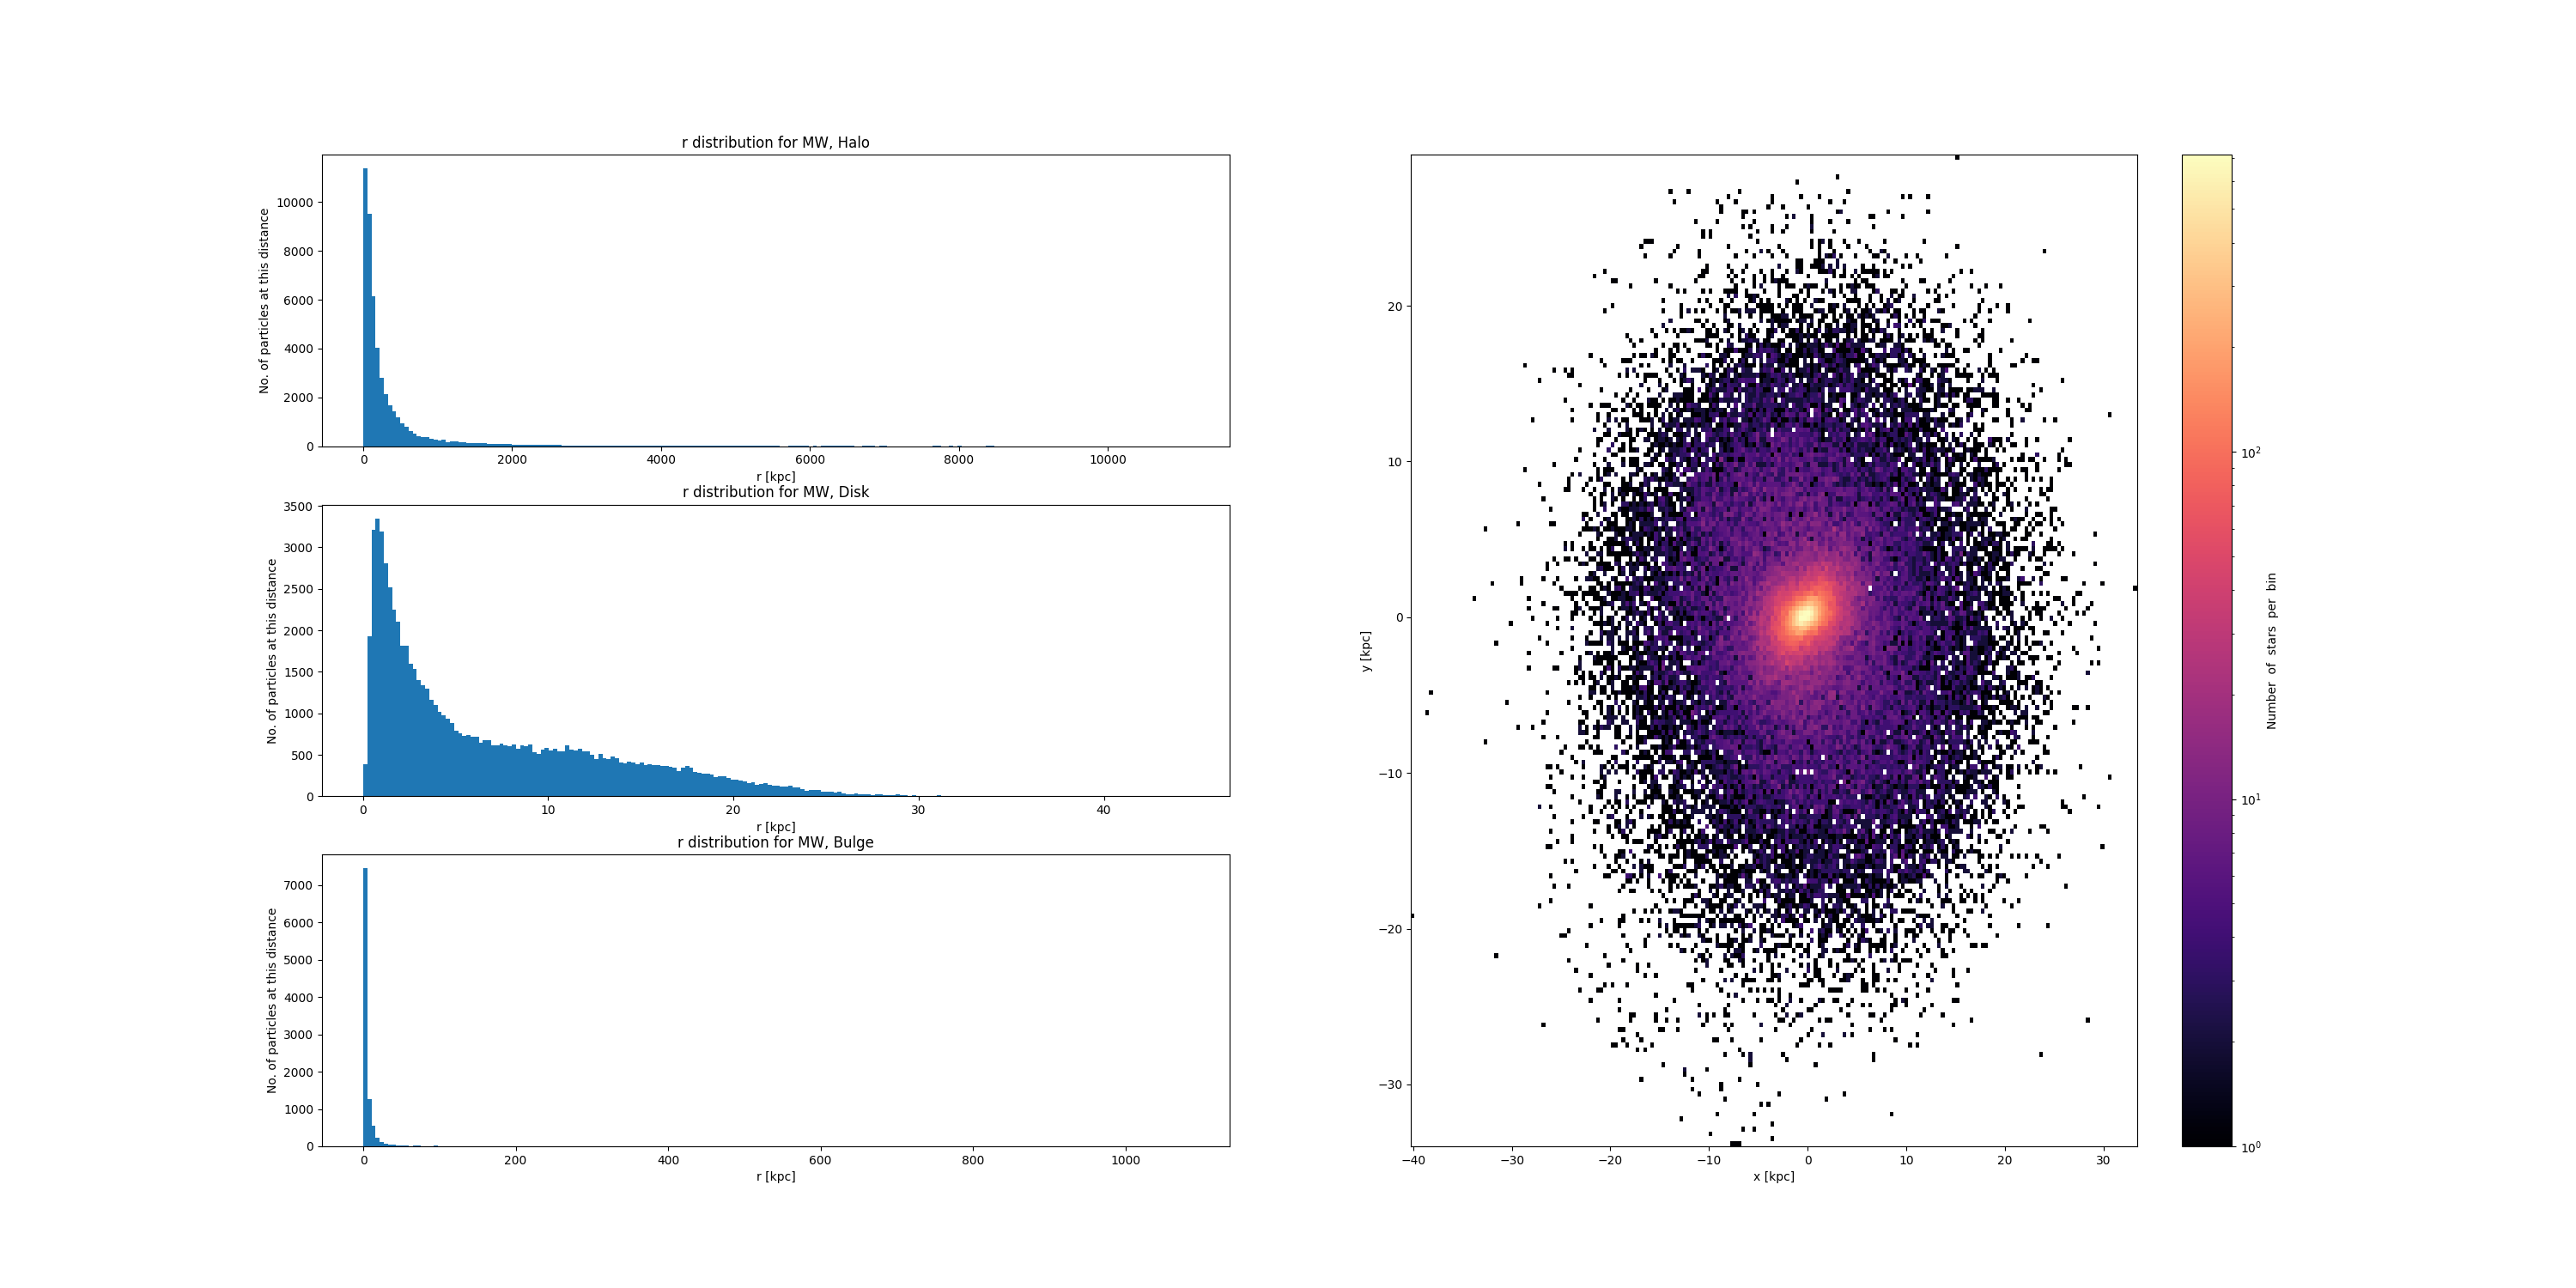 r distribution for MW, Halo
No. of particles at this distance
10000
8000
6000
4000
2000
0
0 2000 4000 6000 8000 10000
r [kpc]
r distribution for MW, Disk
No. of particles at this distance
3500
3000
2500
2000
1500
1000
500
0
0 10 20 30 40
r [kpc]
r distribution for MW, Bulge
No. of particles at this distance
7000
6000
5000
4000
3000
2000
1000
0
0 200 400 600 800 1000
r [kpc]
y [kpc]
20
10
0
−10
−20
−30
−40 −30 −20 −10 0 10 20 30
x [kpc]
10²
10¹
10⁰
Number of stars per bin